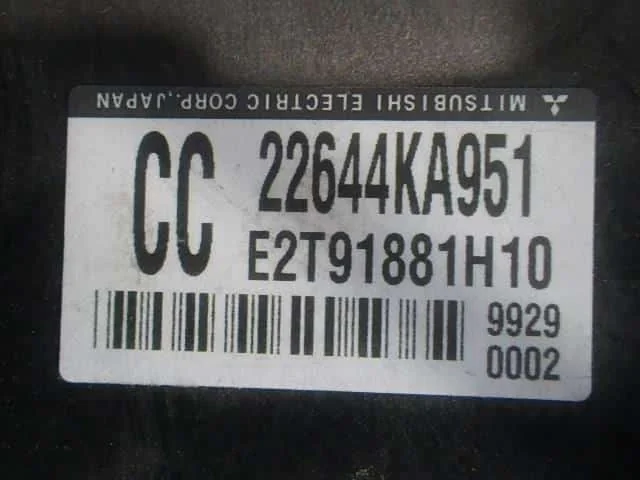 MITSUBISHI ELECTRIC CORP.,JAPAN
CC
22644KA951
E2T91881H10
9929
0002